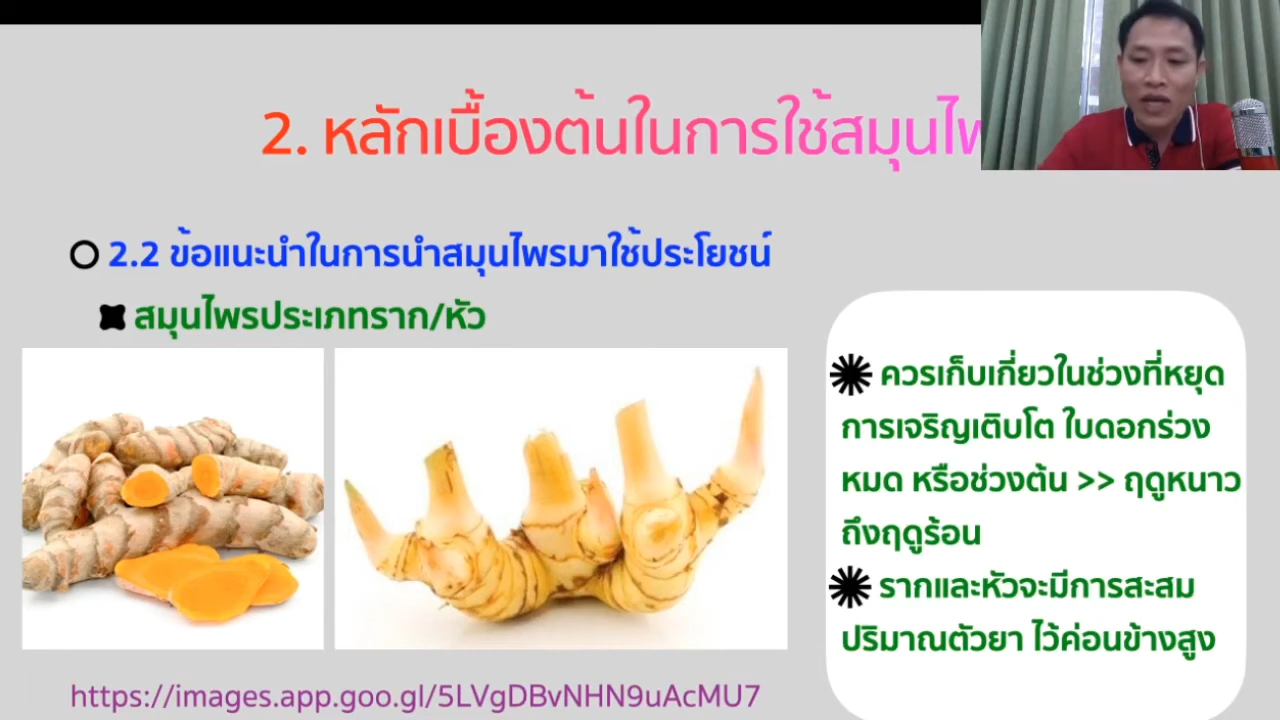 2. หลักเบื้องต้นในการใช้สมุนไ
2.2 ข้อแนะนำในการนำสมุนไพรมาใช้ประโยชน์
สมุนไพรประเภทราก/หัว
ควรเก็บเกี่ยวในช่วงที่หยุด
การเจริญเติบโต ใบดอกร่วง
หมด หรือช่วงต้น >> ฤดูหนาว
ถึงฤดูร้อน
รากและหัวจะมีการสะสม
ปริมาณตัวยา ไว้ค่อนข้างสูง
https://images.app.goo.gl/5LVgDBvNHN9uAcMU7